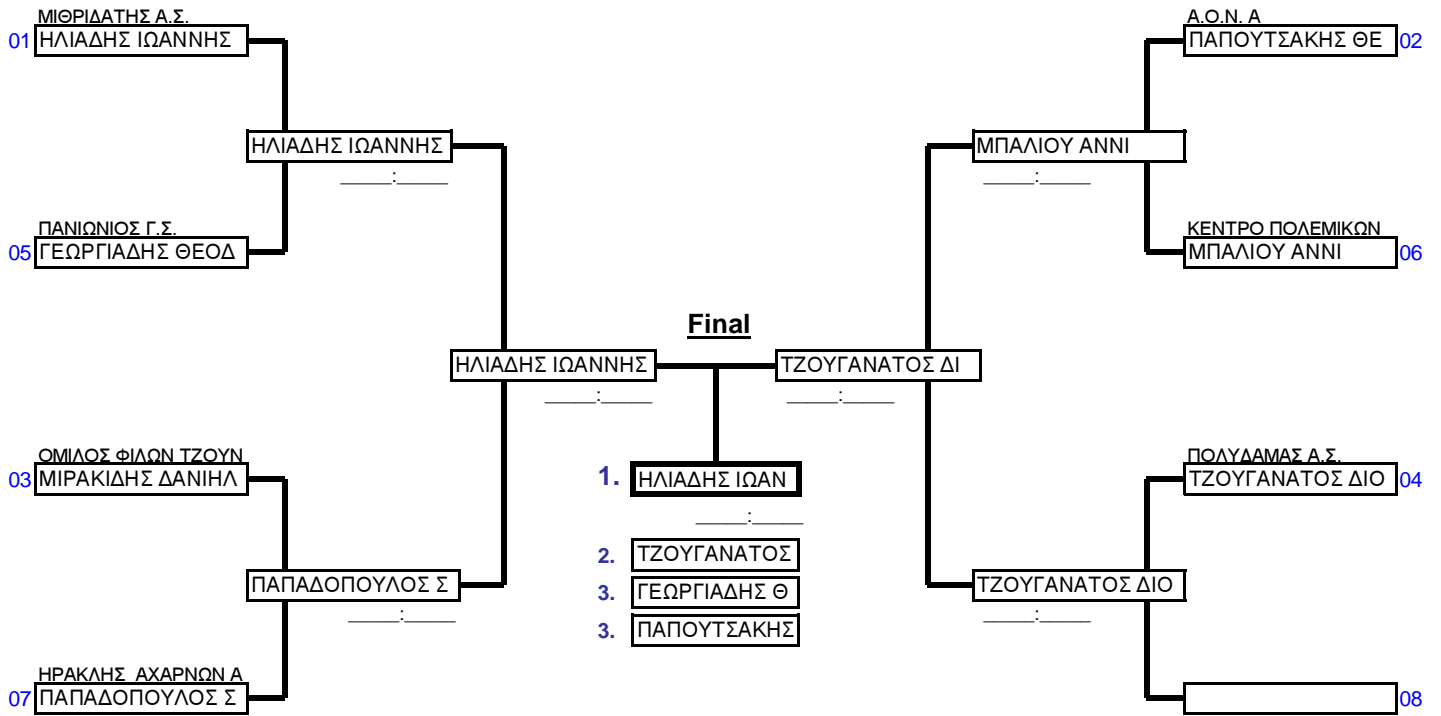 ΜΙΘΡΙΔΑΤΗΣ Α.Σ.
01 ΗΛΙΑΔΗΣ ΙΩΑΝΝΗΣ
Α.Ο.Ν. Α
ΠΑΠΟΥΤΣΑΚΗΣ ΘΕ 02
ΗΛΙΑΔΗΣ ΙΩΑΝΝΗΣ
_____:_____
ΜΠΑΛΙΟΥ ΑΝΝΙ
_____:_____
ΠΑΝΙΩΝΙΟΣ Γ.Σ.
05 ΓΕΩΡΓΙΑΔΗΣ ΘΕΟΔ
ΚΕΝΤΡΟ ΠΟΛΕΜΙΚΩΝ
ΜΠΑΛΙΟΥ ΑΝΝΙ 06
Final
ΗΛΙΑΔΗΣ ΙΩΑΝΝΗΣ
_____:_____
ΤΖΟΥΓΑΝΑΤΟΣ ΔΙ
_____:_____
ΟΜΙΛΟΣ ΦΙΛΩΝ ΤΖΟΥΝ
03 ΜΙΡΑΚΙΔΗΣ ΔΑΝΙΗΛ
1. ΗΛΙΑΔΗΣ ΙΩΑΝ
_____:_____
ΠΟΛΥΔΑΜΑΣ Α.Σ.
ΤΖΟΥΓΑΝΑΤΟΣ ΔΙΟ 04
2. ΤΖΟΥΓΑΝΑΤΟΣ
3. ΓΕΩΡΓΙΑΔΗΣ Θ
3. ΠΑΠΟΥΤΣΑΚΗΣ
ΠΑΠΑΔΟΠΟΥΛΟΣ Σ
_____:_____
ΤΖΟΥΓΑΝΑΤΟΣ ΔΙΟ
_____:_____
ΗΡΑΚΛΗΣ  ΑΧΑΡΝΩΝ Α
07 ΠΑΠΑΔΟΠΟΥΛΟΣ Σ
08